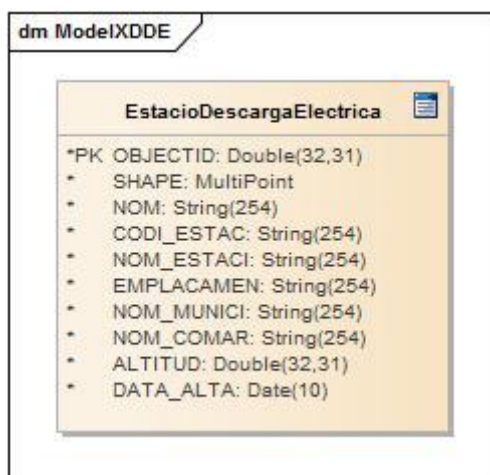 dm ModelXDDE
EstacioDescargaElectrica
*PK OBJECTID: Double(32,31)
* SHAPE: MultiPoint
* NOM: String(254)
* CODI_ESTAC: String(254)
* NOM_ESTACI: String(254)
* EMPLACAMEN: String(254)
* NOM_MUNICI: String(254)
* NOM_COMAR: String(254)
* ALTITUD: Double(32,31)
* DATA_ALTA: Date(10)